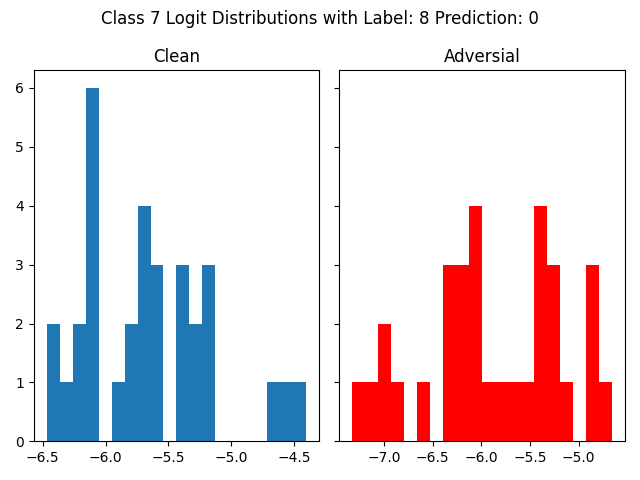 Class 7 Logit Distributions with Label: 8 Prediction: 0
Clean
Adversial
6
5
4
3
2
1
0
−6.5 −6.0 −5.5 −5.0 −4.5
−7.0 −6.5 −6.0 −5.5 −5.0